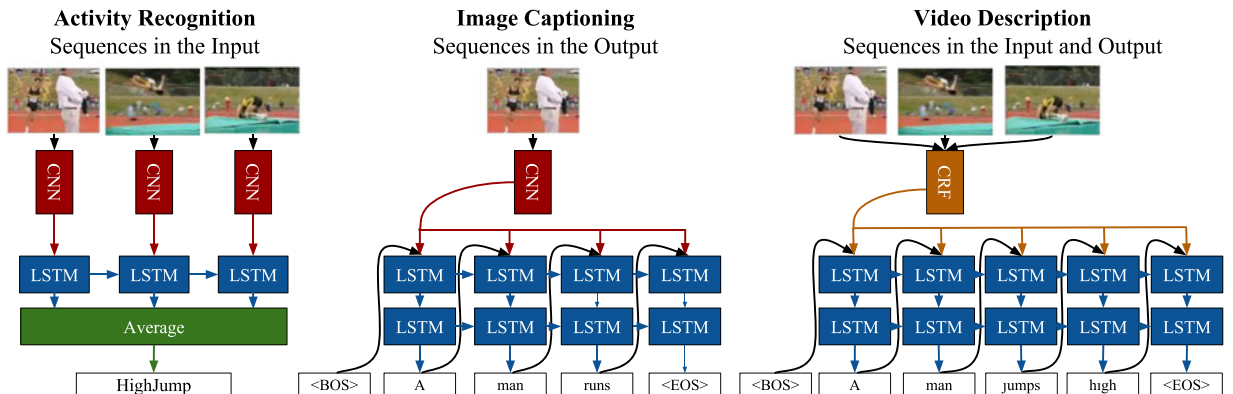 Activity Recognition
Sequences in the Input
CNN
CNN
CNN
LSTM
LSTM
LSTM
Average
HighJump
Image Captioning
Sequences in the Output
CNN
LSTM
LSTM
LSTM
LSTM
LSTM
LSTM
LSTM
LSTM
<BOS>
A
man
runs
<EOS>
Video Description
Sequences in the Input and Output
CRF
LSTM
LSTM
LSTM
LSTM
LSTM
LSTM
LSTM
LSTM
LSTM
LSTM
<BOS>
A
man
jumps
high
<EOS>